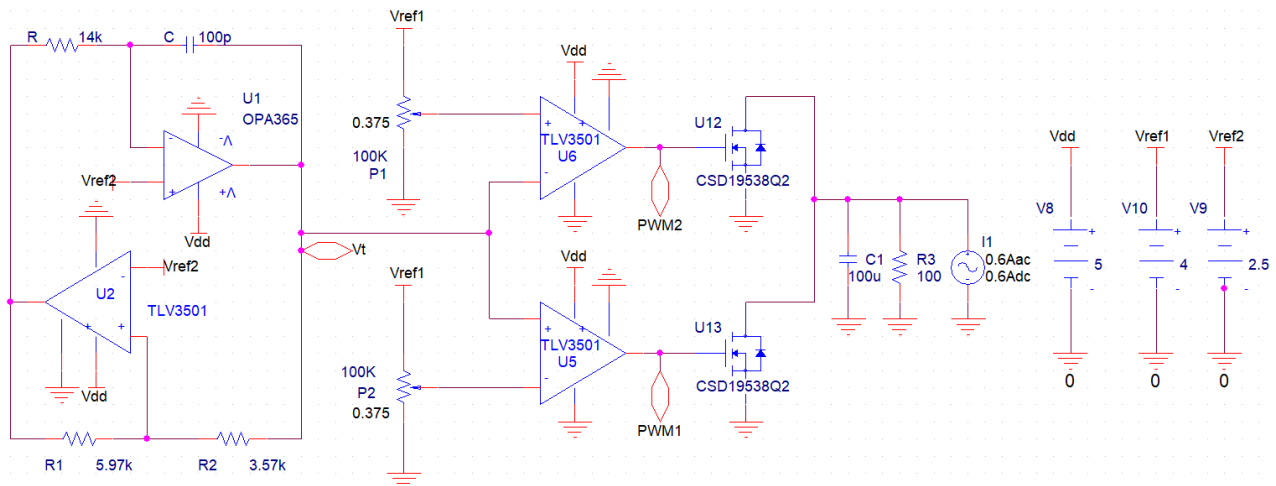 R 14k
C 100p
U1
OPA365
-V
+V
-
+
Vref2
Vdd
U2
-
+
+
Vref2
TLV3501
Vdd
Vt
R1 5.97k
R2 3.57k
Vref1
0.375
100K
P1
Vdd
+
+
-
TLV3501
U6
PWM2
U12
CSD19538Q2
Vref1
100K
P2
0.375
Vdd
+
+
-
TLV3501
U5
PWM1
U13
CSD19538Q2
C1
100u
R3
100
I1
0.6Aac
0.6Adc
+
-
Vdd
V8
+
5
-
0
Vref1
V10
+
4
-
0
Vref2
V9
+
2.5
-
0